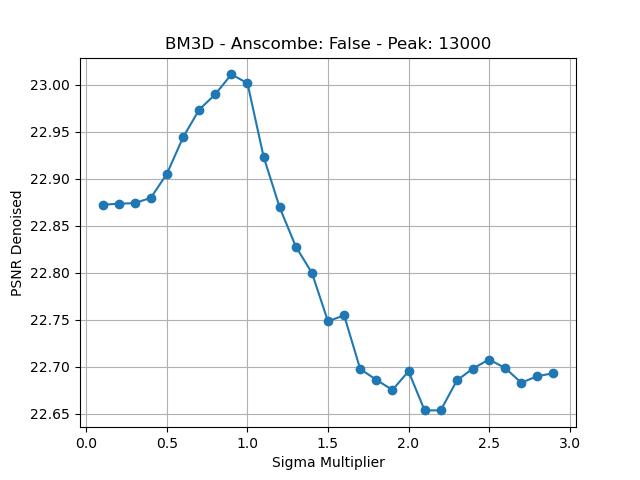 BM3D - Anscombe: False - Peak: 13000
23.00
22.95
22.90
22.85
22.80
22.75
22.70
22.65
PSNR Denoised
0.0 0.5 1.0 1.5 2.0 2.5 3.0
Sigma Multiplier